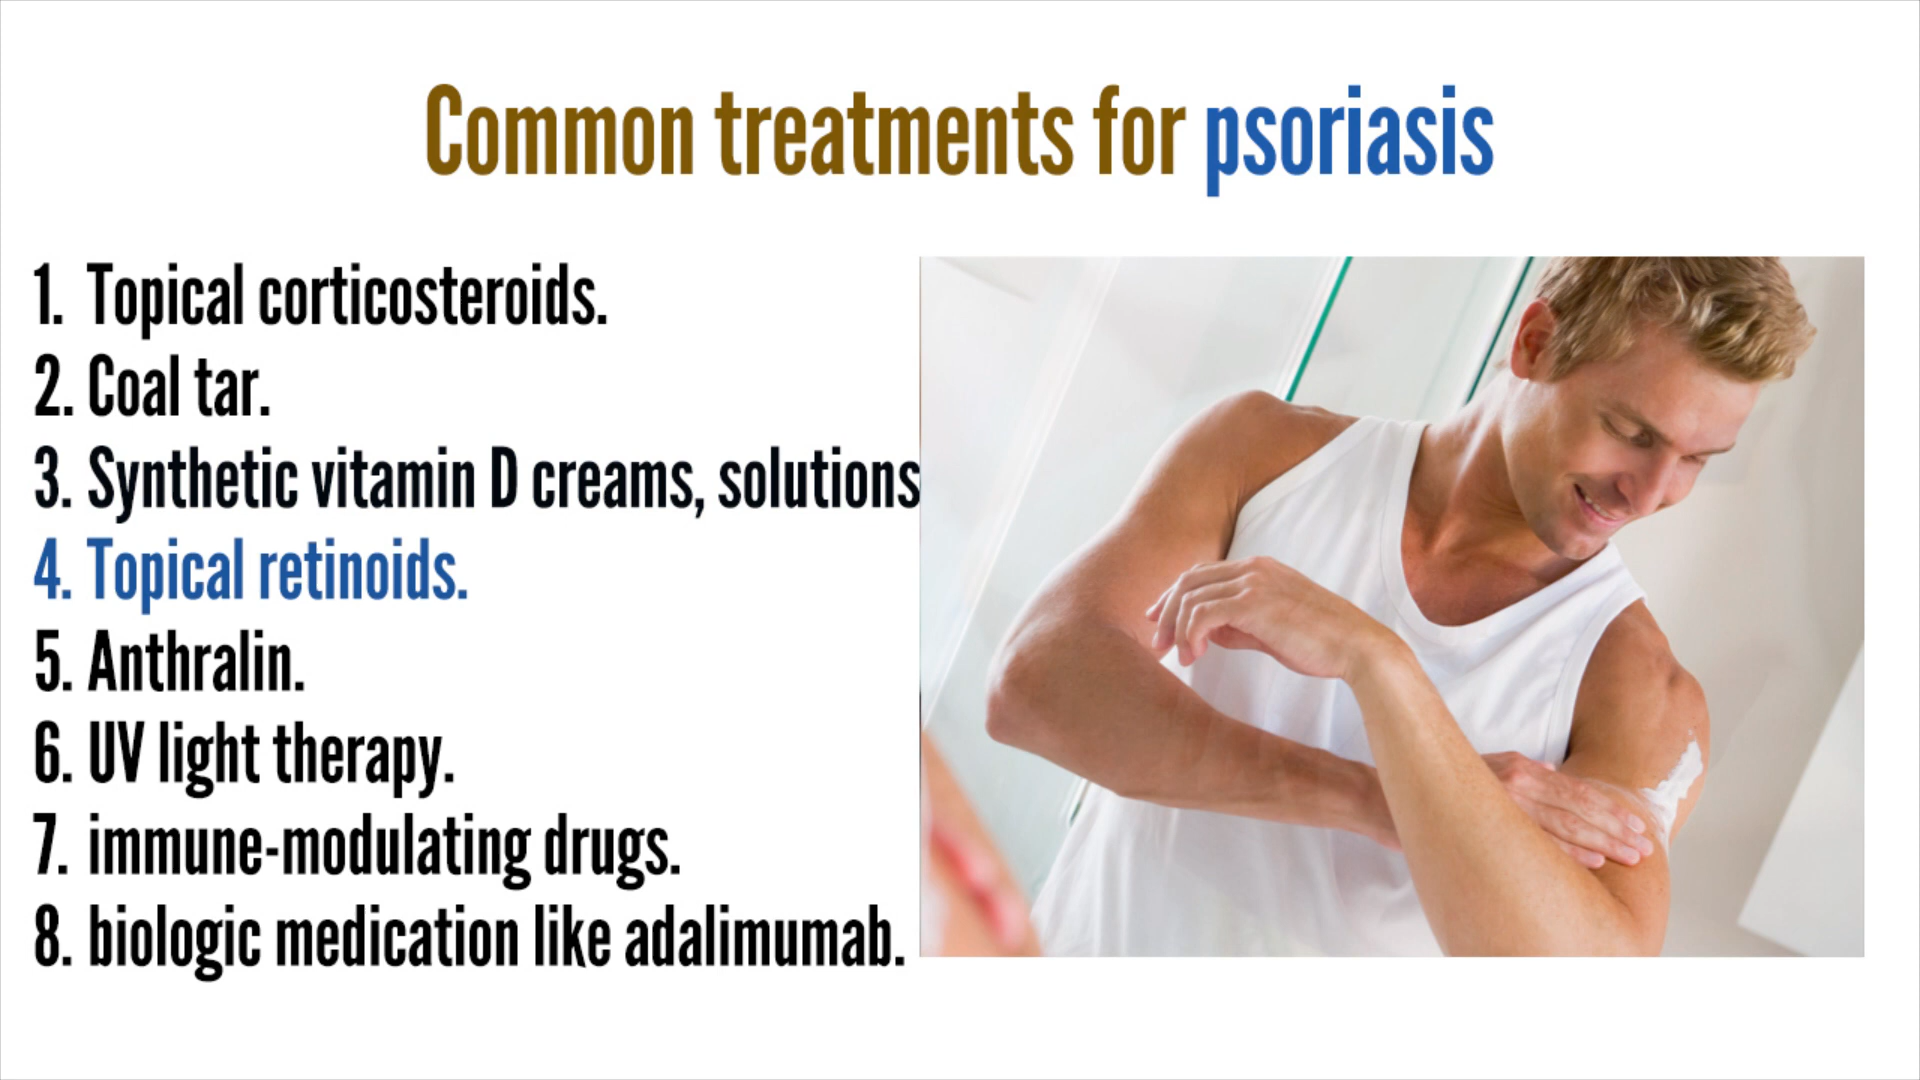 Common treatments for psoriasis
1. Topical corticosteroids.
2. Coal tar.
3. Synthetic vitamin D creams, solutions
4. Topical retinoids.
5. Anthralin.
6. UV light therapy.
7. immune-modulating drugs.
8. biologic medication like adalimumab.